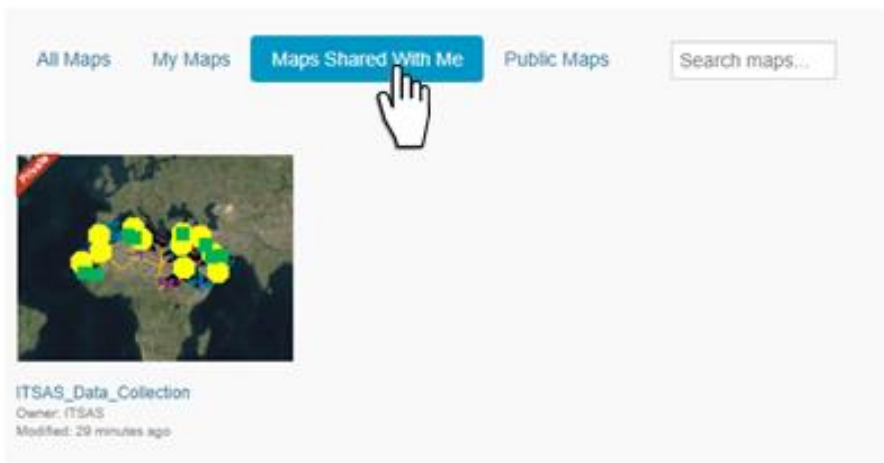 All Maps My Maps Maps Shared With Me Public Maps Search maps...
Private
ITSAS_Data_Collection
Owner: ITSAS
Modified: 29 minutes ago